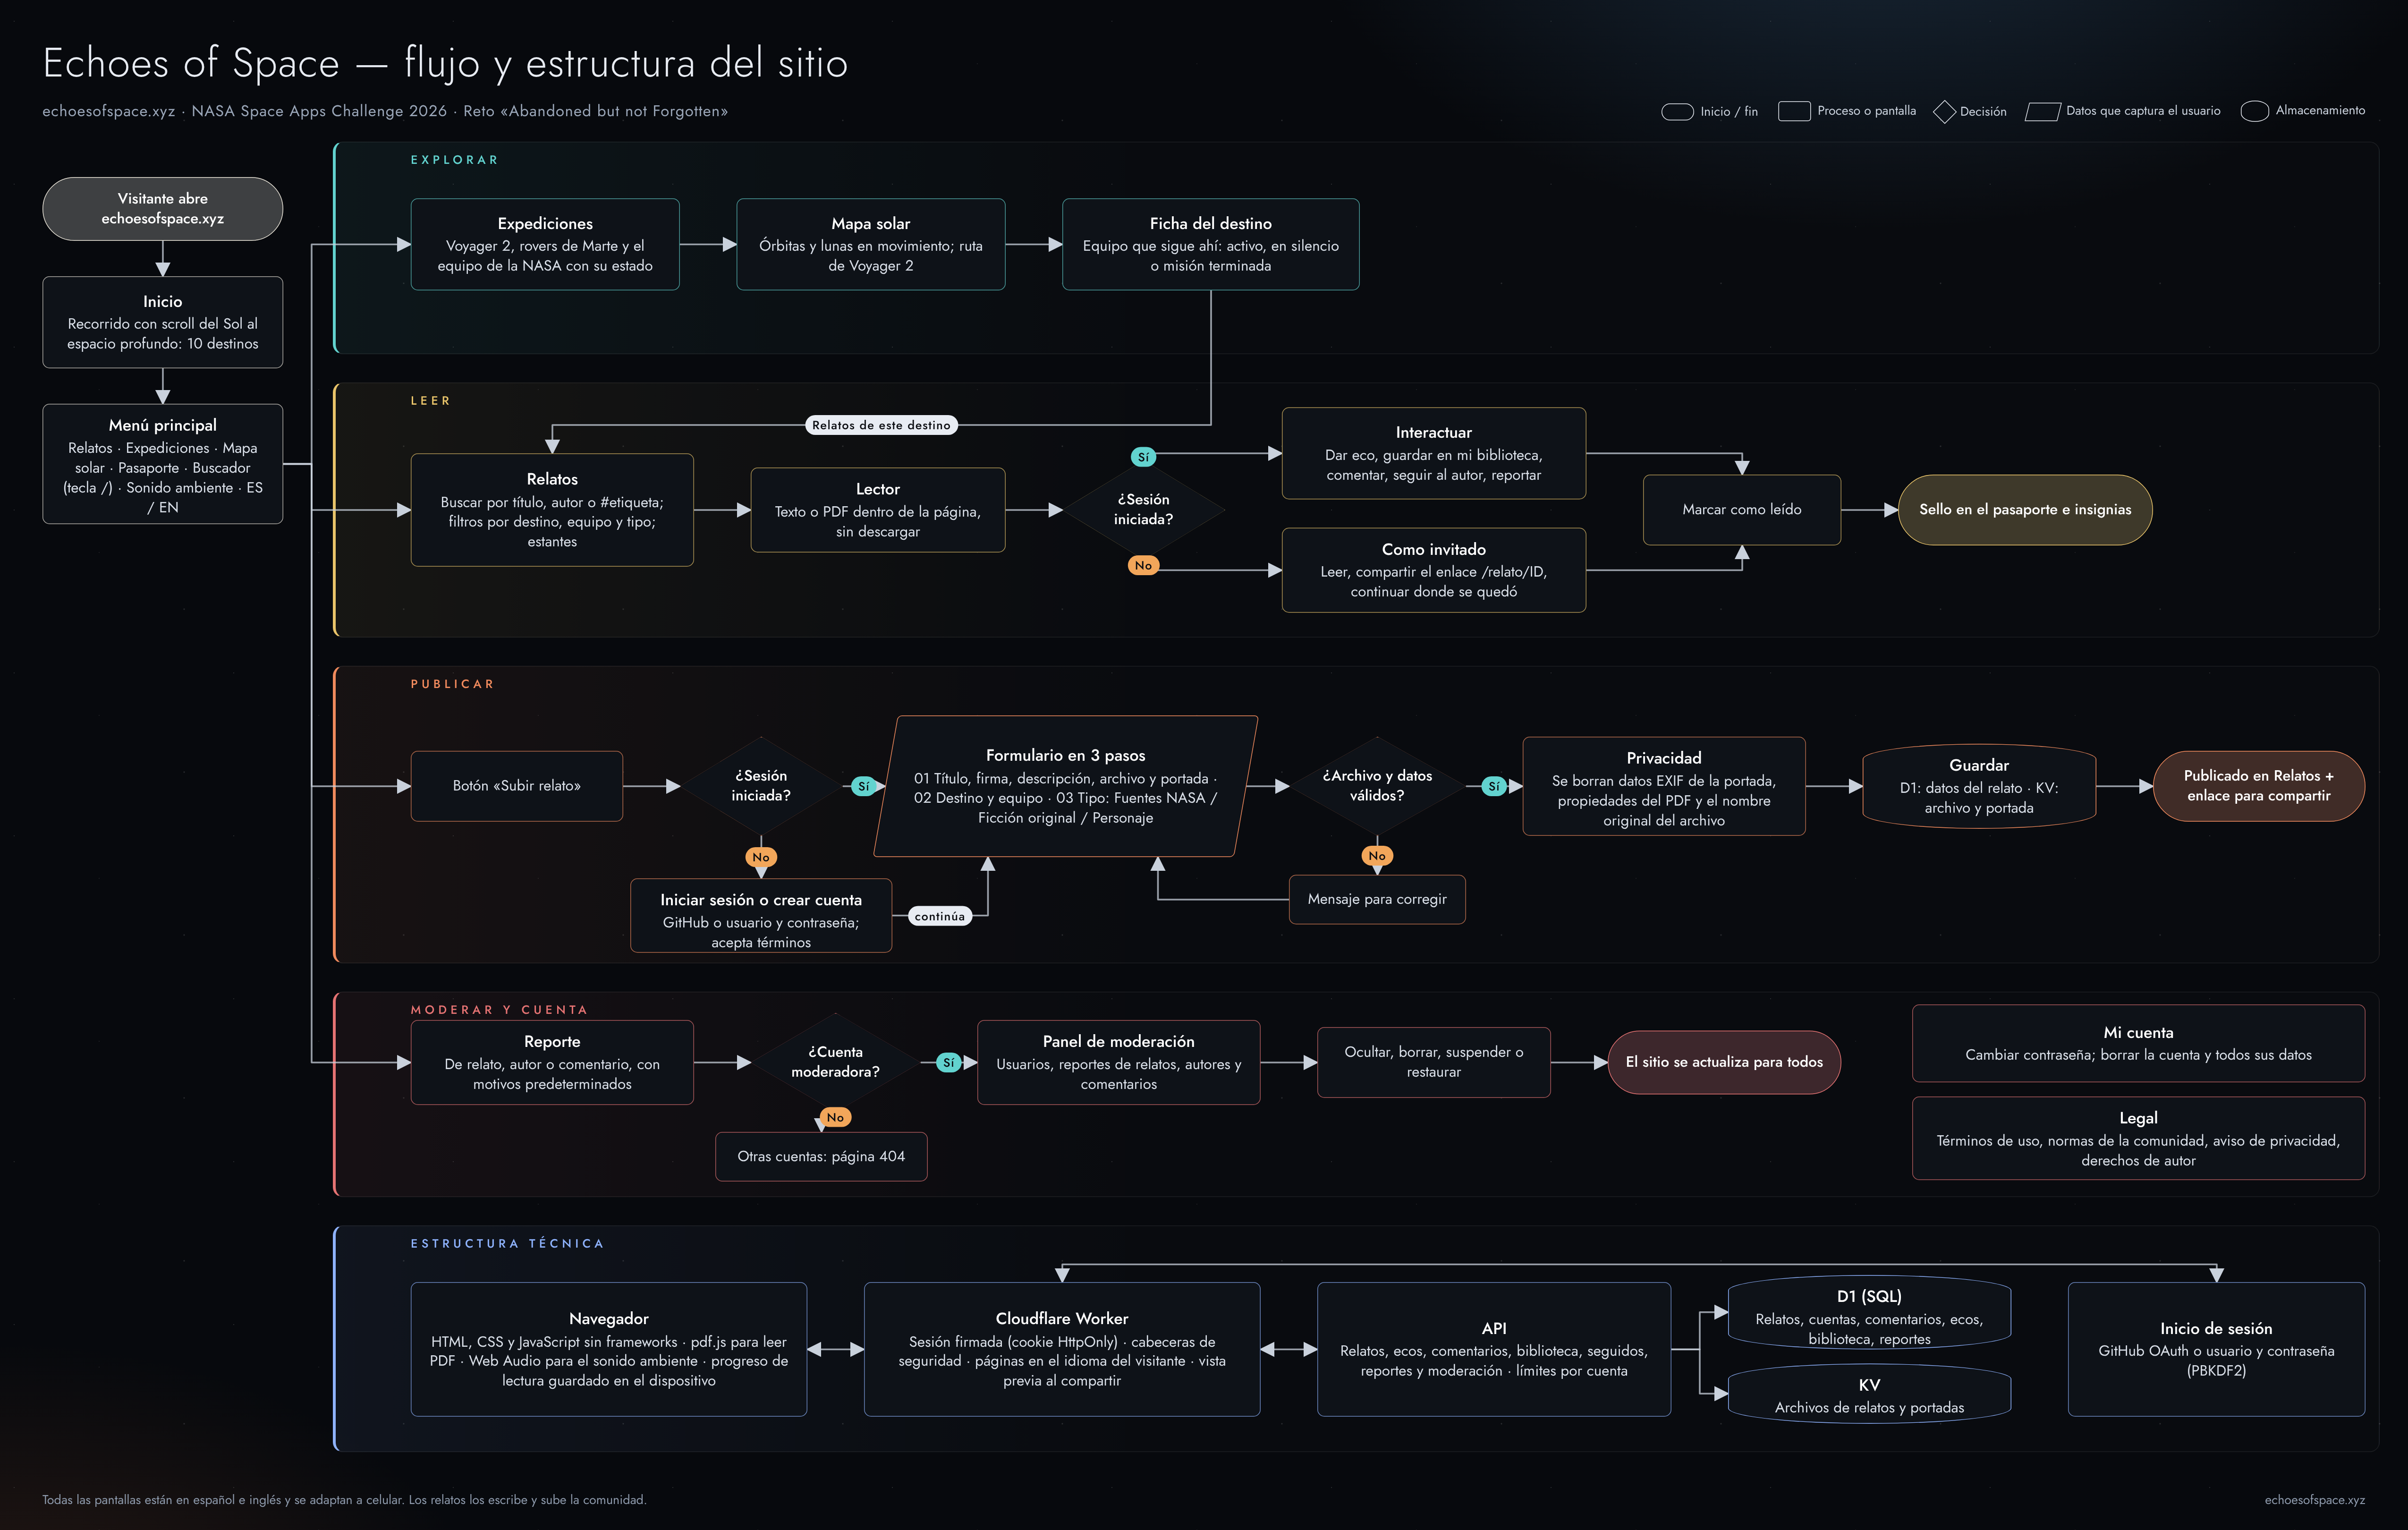 Echoes of Space — flujo y estructura del sitio
echoesofspace.xyz · NASA Space Apps Challenge 2026 · Reto «Abandoned but not Forgotten»
Inicio / fin
Proceso o pantalla
Decisión
Datos que captura el usuario
Almacenamiento
Visitante abre
echoesofspace.xyz
Inicio
Recorrido con scroll del Sol al
espacio profundo: 10 destinos
Menú principal
Relatos · Expediciones · Mapa
solar · Pasaporte · Buscador
(tecla /) · Sonido ambiente · ES
/ EN
EXPLORAR
Expediciones
Voyager 2, rovers de Marte y el
equipo de la NASA con su estado
Mapa solar
Órbitas y lunas en movimiento; ruta
de Voyager 2
Ficha del destino
Equipo que sigue ahí: activo, en silencio
o misión terminada
LEER
Relatos de este destino
Relatos
Buscar por título, autor o #etiqueta;
filtros por destino, equipo y tipo;
estantes
Lector
Texto o PDF dentro de la página,
sin descargar
¿Sesión
iniciada?
Sí
No
Interactuar
Dar eco, guardar en mi biblioteca,
comentar, seguir al autor, reportar
Como invitado
Leer, compartir el enlace /relato/ID,
continuar donde se quedó
Marcar como leído
Sello en el pasaporte e insignias
PUBLICAR
Botón «Subir relato»
¿Sesión
iniciada?
Sí
No
Iniciar sesión o crear cuenta
GitHub o usuario y contraseña;
acepta términos
continúa
Formulario en 3 pasos
01 Título, firma, descripción, archivo y portada ·
02 Destino y equipo · 03 Tipo: Fuentes NASA /
Ficción original / Personaje
¿Archivo y datos
válidos?
Sí
No
Mensaje para corregir
Privacidad
Se borran datos EXIF de la portada,
propiedades del PDF y el nombre
original del archivo
Guardar
D1: datos del relato · KV:
archivo y portada
Publicado en Relatos +
enlace para compartir
MODERAR Y CUENTA
Reporte
De relato, autor o comentario, con
motivos predeterminados
¿Cuenta
moderadora?
Sí
No
Otras cuentas: página 404
Panel de moderación
Usuarios, reportes de relatos, autores y
comentarios
Ocultar, borrar, suspender o
restaurar
El sitio se actualiza para todos
Mi cuenta
Cambiar contraseña; borrar la cuenta y todos sus datos
Legal
Términos de uso, normas de la comunidad, aviso de privacidad,
derechos de autor
ESTRUCTURA TÉCNICA
Navegador
HTML, CSS y JavaScript sin frameworks · pdf.js para leer
PDF · Web Audio para el sonido ambiente · progreso de
lectura guardado en el dispositivo
Cloudflare Worker
Sesión firmada (cookie HttpOnly) · cabeceras de
seguridad · páginas en el idioma del visitante · vista
previa al compartir
API
Relatos, ecos, comentarios, biblioteca, seguidos,
reportes y moderación · límites por cuenta
D1 (SQL)
Relatos, cuentas, comentarios, ecos,
biblioteca, reportes
KV
Archivos de relatos y portadas
Inicio de sesión
GitHub OAuth o usuario y contraseña
(PBKDF2)
Todas las pantallas están en español e inglés y se adaptan a celular. Los relatos los escribe y sube la comunidad.
echoesofspace.xyz